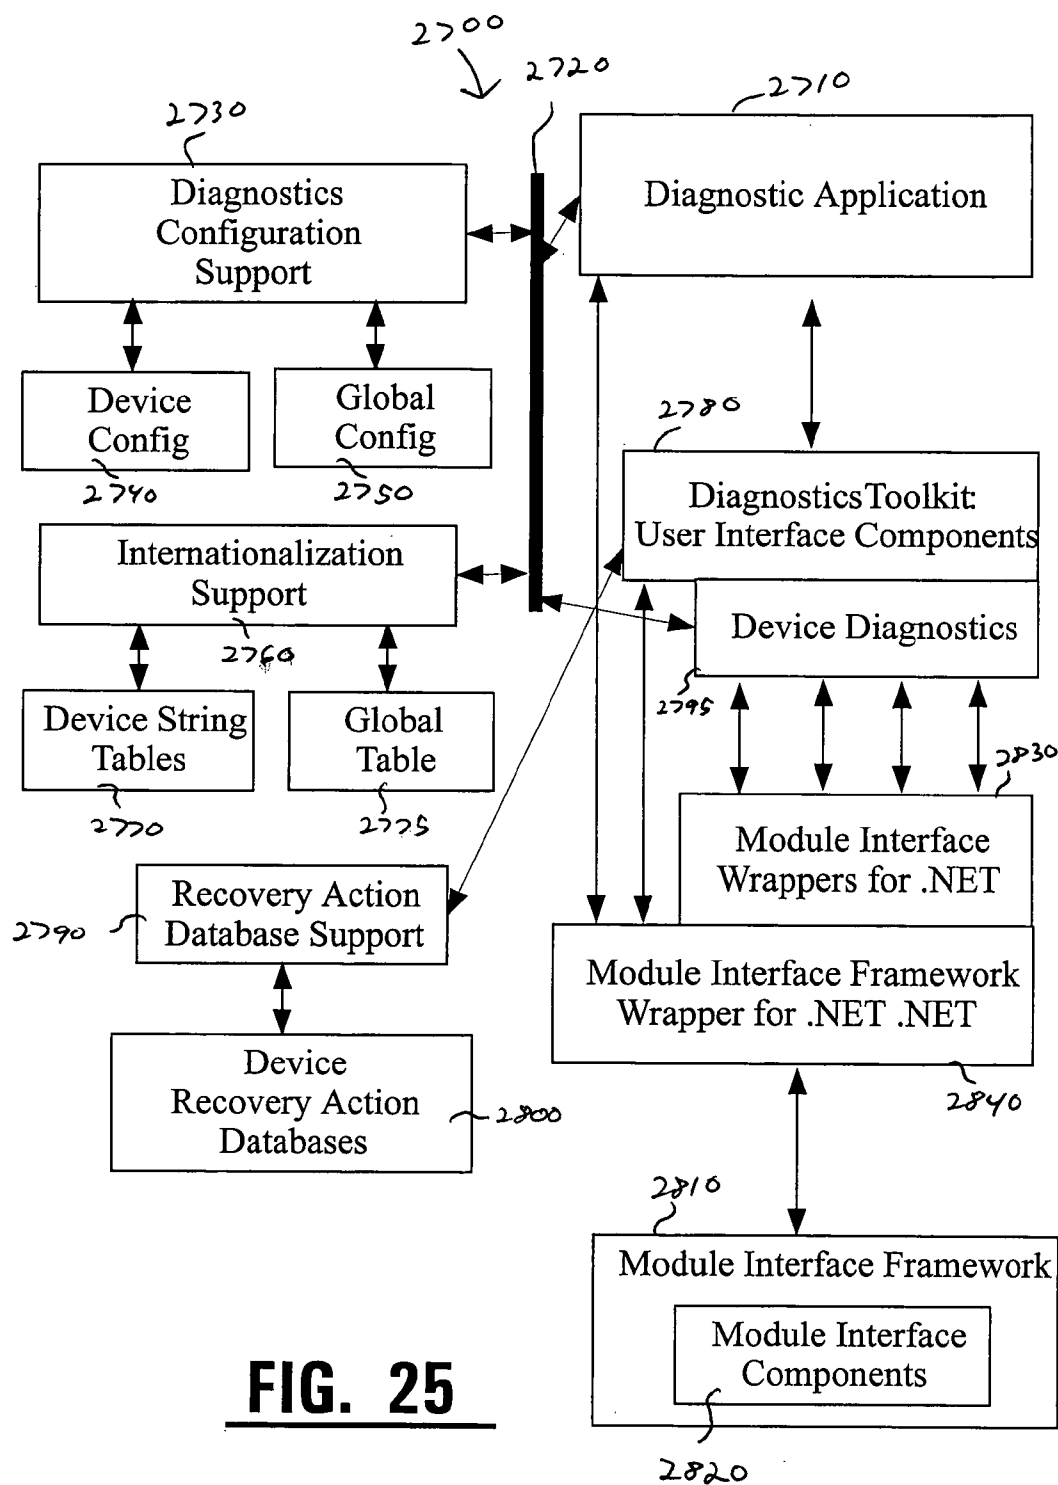 2700
2720
2710
2730
Diagnostics
Configuration
Support
Diagnostic Application
Device
Config
2740
Global
Config
2750
2780
DiagnosticsToolkit:
User Interface Components
Internationalization
Support
2760
Device Diagnostics
2795
Device String
Tables
2770
Global
Table
2775
2830
Module Interface
Wrappers for .NET
Recovery Action
Database Support
2790
Module Interface Framework
Wrapper for .NET .NET
2840
Device
Recovery Action
Databases
2800
2810
Module Interface Framework
Module Interface
Components
2820
FIG. 25